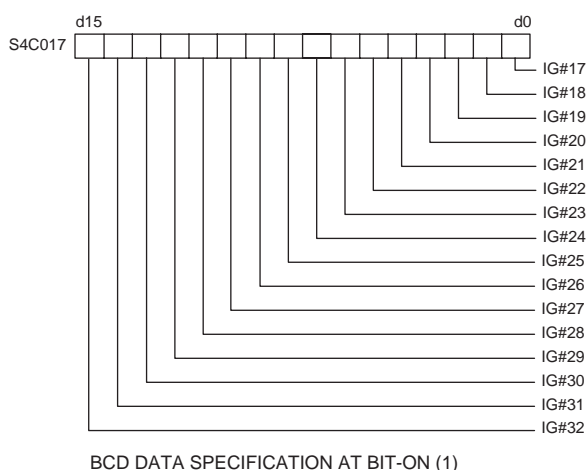 d15 d0
S4C017
IG#17
IG#18
IG#19
IG#20
IG#21
IG#22
IG#23
IG#24
IG#25
IG#26
IG#27
IG#28
IG#29
IG#30
IG#31
IG#32
BCD DATA SPECIFICATION AT BIT-ON (1)